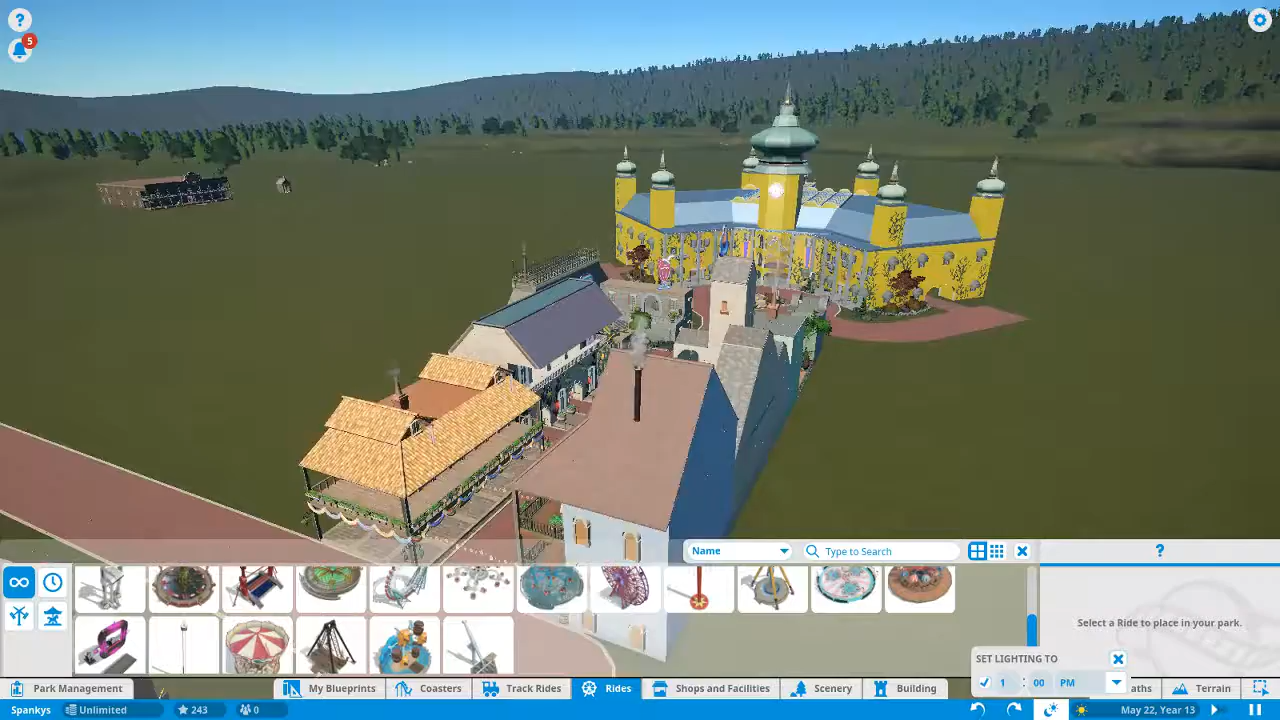 ?
5
Name
Type to Search
?
Select a Ride to place in your park.
SET LIGHTING TO
1 : 00 PM
Park Management
My Blueprints
Coasters
Track Rides
Rides
Shops and Facilities
Scenery
Building
aths
Terrain
Spankys
Unlimited
243
0
May 22, Year 13